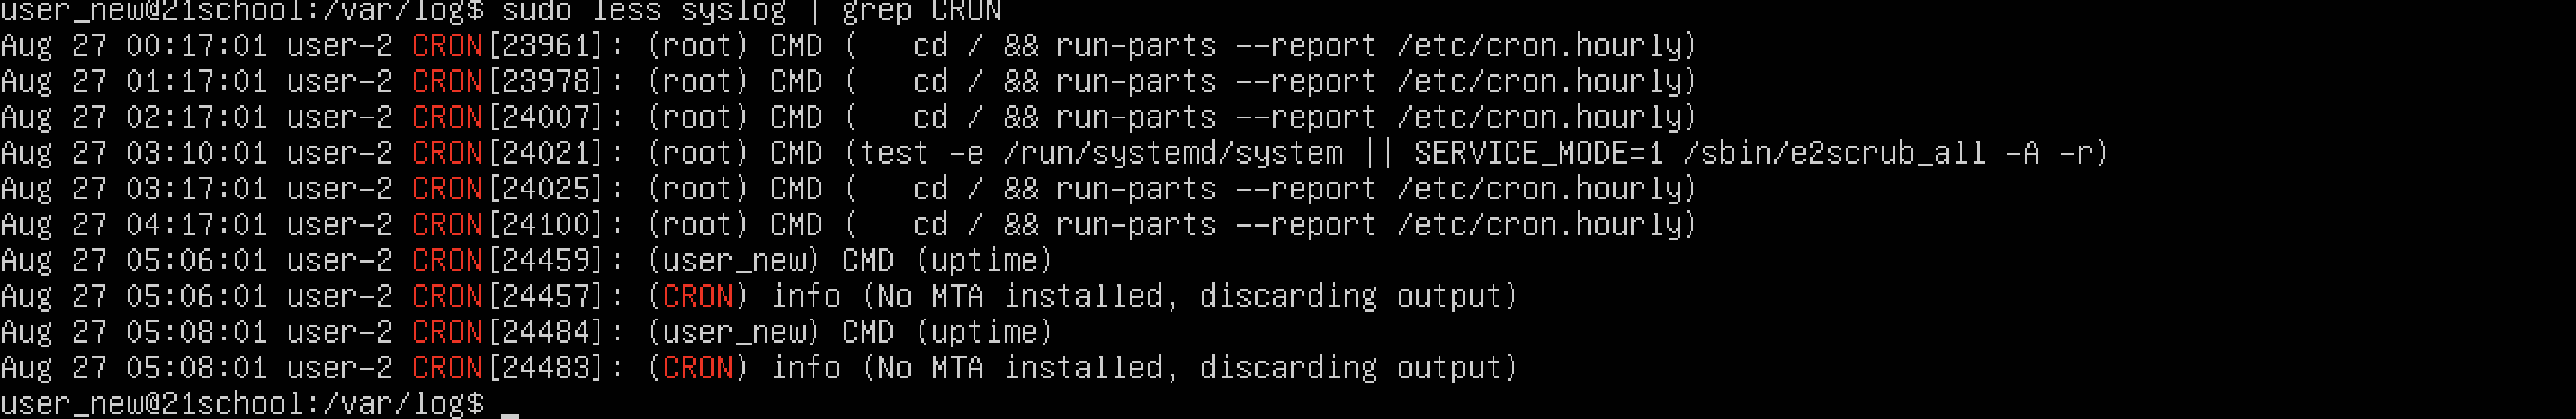 user_new@21school:/var/log$ sudo less syslog | grep CRON
Aug 27 00:17:01 user-2 CRON[23961]: (root) CMD (   cd / && run-parts --report /etc/cron.hourly)
Aug 27 01:17:01 user-2 CRON[23978]: (root) CMD (   cd / && run-parts --report /etc/cron.hourly)
Aug 27 02:17:01 user-2 CRON[24007]: (root) CMD (   cd / && run-parts --report /etc/cron.hourly)
Aug 27 03:10:01 user-2 CRON[24021]: (root) CMD (test -e /run/systemd/system || SERVICE_MODE=1 /sbin/e2scrub_all -A -r)
Aug 27 03:17:01 user-2 CRON[24025]: (root) CMD (   cd / && run-parts --report /etc/cron.hourly)
Aug 27 04:17:01 user-2 CRON[24100]: (root) CMD (   cd / && run-parts --report /etc/cron.hourly)
Aug 27 05:06:01 user-2 CRON[24459]: (user_new) CMD (uptime)
Aug 27 05:06:01 user-2 CRON[24457]: (CRON) info (No MTA installed, discarding output)
Aug 27 05:08:01 user-2 CRON[24484]: (user_new) CMD (uptime)
Aug 27 05:08:01 user-2 CRON[24483]: (CRON) info (No MTA installed, discarding output)
user_new@21school:/var/log$ _